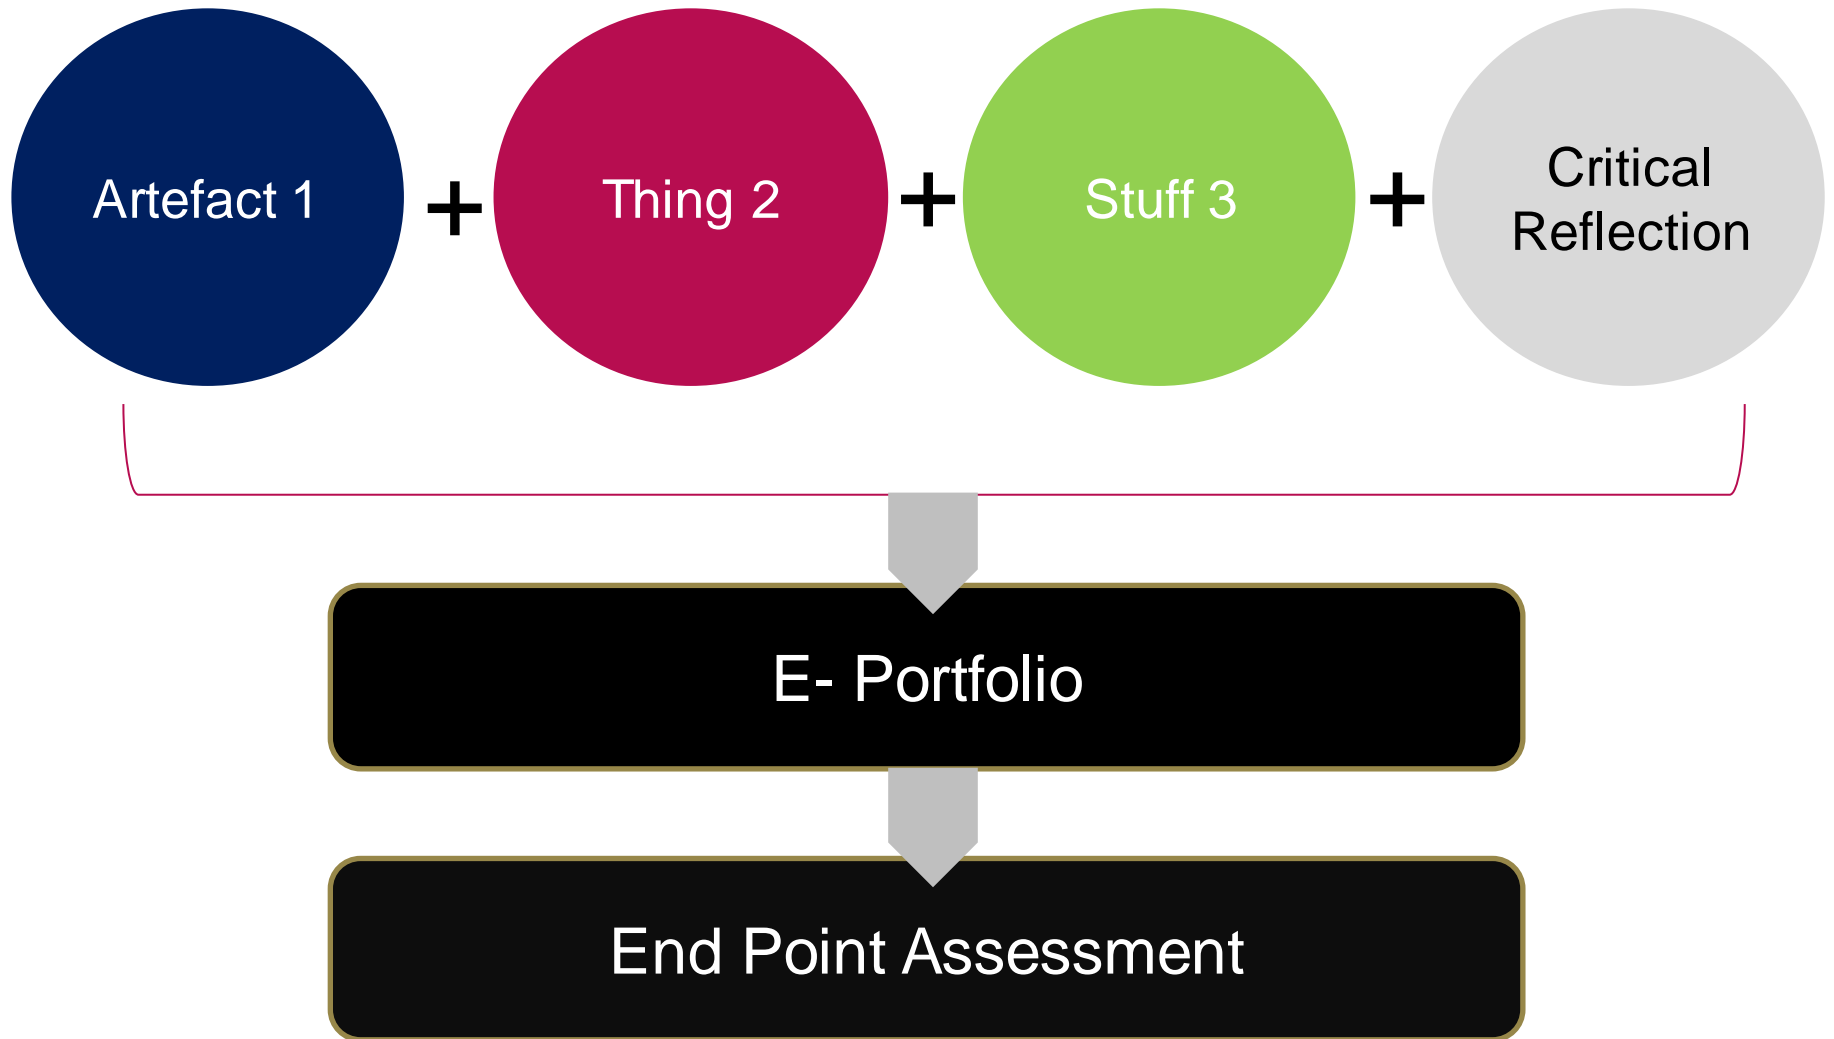 Artefact 1 + Thing 2 + Stuff 3 + Critical
Reflection
E- Portfolio
End Point Assessment